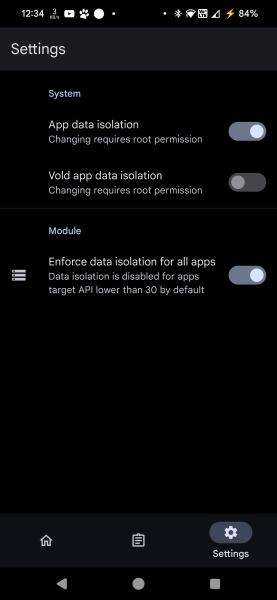 12:34 3 KB/s 84%
Settings
System
App data isolation
Changing requires root permission
Vold app data isolation
Changing requires root permission
Module
Enforce data isolation for all apps
Data isolation is disabled for apps
target API lower than 30 by default
Settings